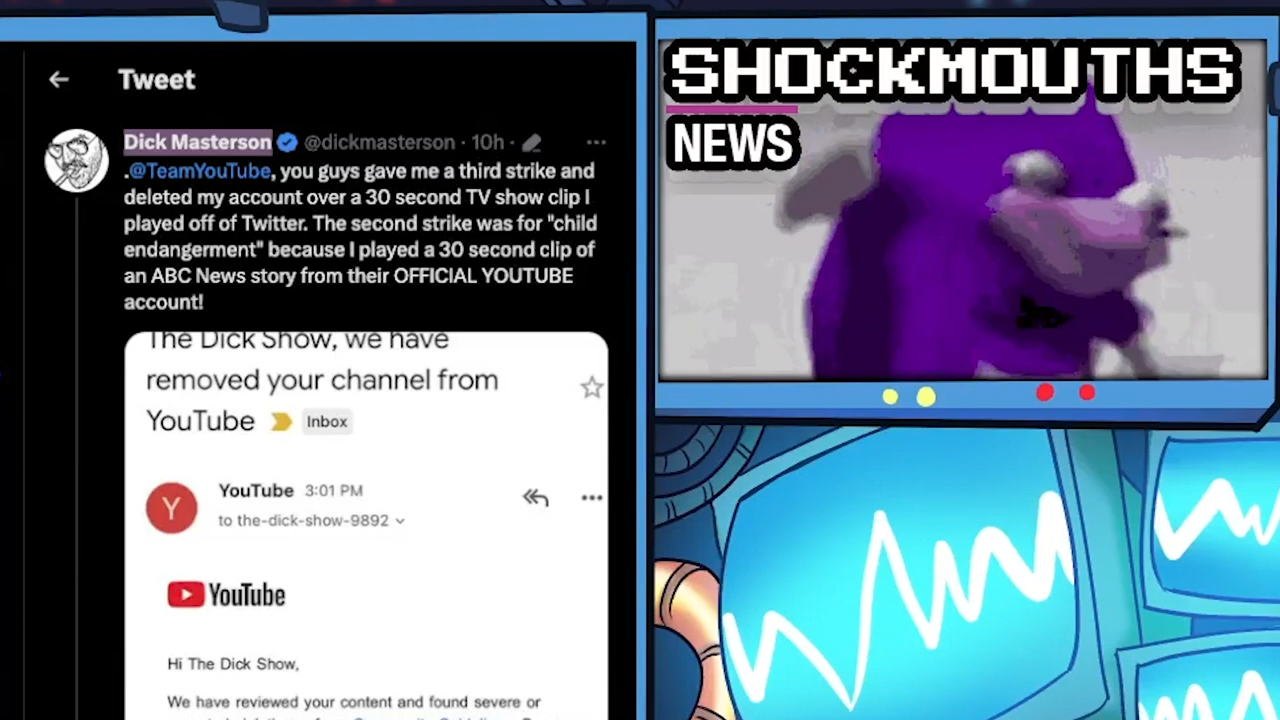 Tweet
Dick Masterson @dickmasterson · 10h ·
.@TeamYouTube, you guys gave me a third strike and
deleted my account over a 30 second TV show clip I
played off of Twitter. The second strike was for "child
endangerment" because I played a 30 second clip of
an ABC News story from their OFFICIAL YOUTUBE
account!
The Dick Show, we have
removed your channel from
YouTube Inbox
Y
YouTube 3:01 PM
to the-dick-show-9892
YouTube
Hi The Dick Show,
We have reviewed your content and found severe or
SHOCKMOUTHS
NEWS